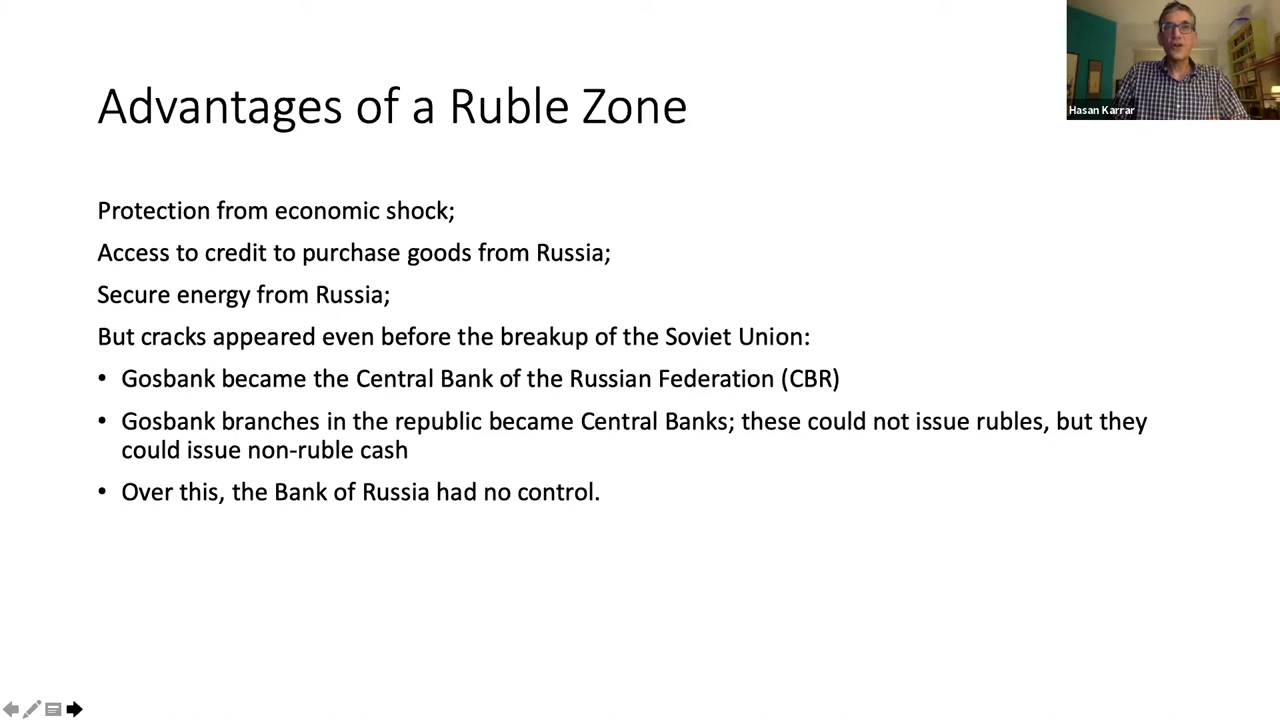 Hasan Karrar
Advantages of a Ruble Zone
Protection from economic shock;
Access to credit to purchase goods from Russia;
Secure energy from Russia;
But cracks appeared even before the breakup of the Soviet Union:
• Gosbank became the Central Bank of the Russian Federation (CBR)
• Gosbank branches in the republic became Central Banks; these could not issue rubles, but they
could issue non-ruble cash
• Over this, the Bank of Russia had no control.